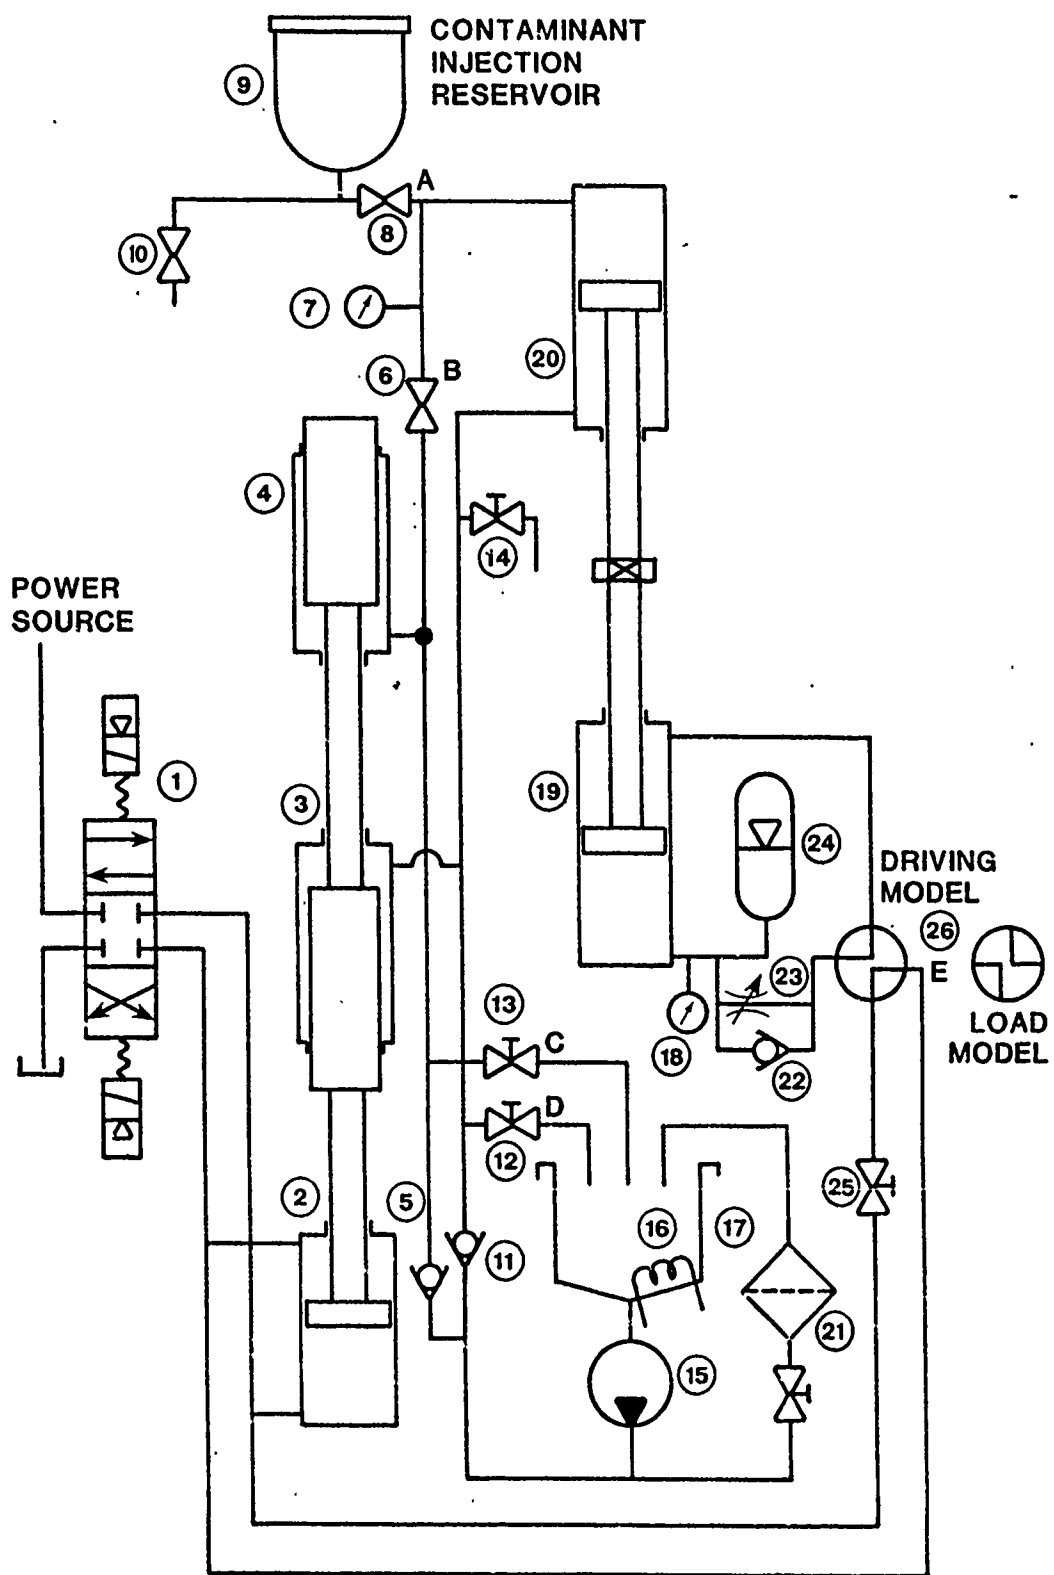 CONTAMINANT
INJECTION
RESERVOIR
9
A
8
10
7
6
B
20
4
14
POWER
SOURCE
1
3
19
24
DRIVING
MODEL
26
E
23
13
C
LOAD
MODEL
18
22
D
12
25
2
5
16
17
11
21
15